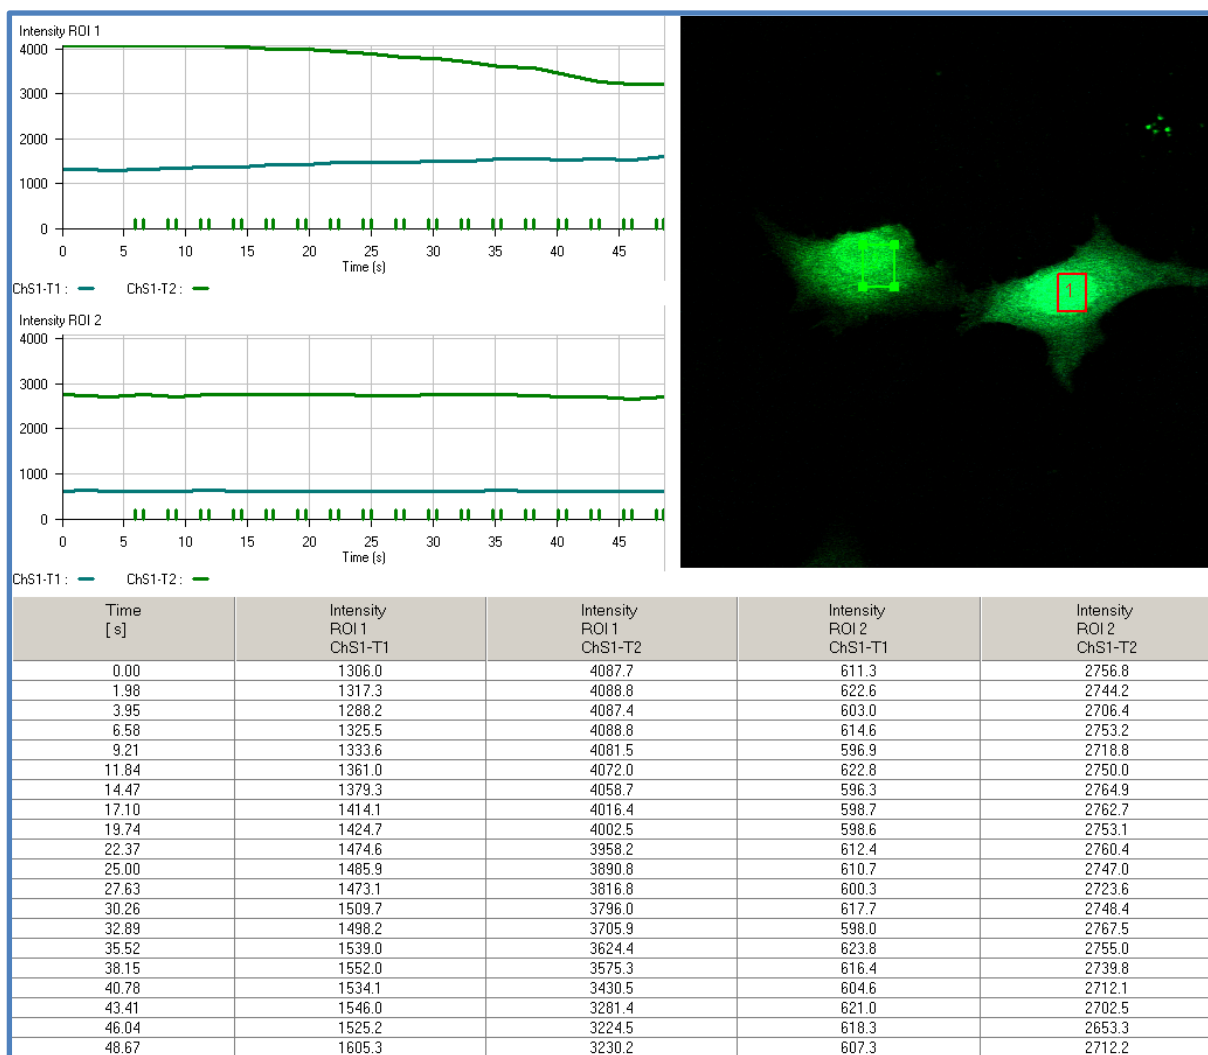 Intensity ROI 1
4000
3000
2000
1000
0
0 5 10 15 20 25 30 35 40 45
Time (s)
ChS1-T1 : ChS1-T2 :
Intensity ROI 2
4000
3000
2000
1000
0
0 5 10 15 20 25 30 35 40 45
Time (s)
ChS1-T1 : ChS1-T2 :
1
Time Intensity Intensity Intensity Intensity
[ s] ROI 1 ROI 1 ROI 2 ROI 2
ChS1-T1 ChS1-T2 ChS1-T1 ChS1-T2
0.00 1306.0 4087.7 611.3 2756.8
1.98 1317.3 4088.8 622.6 2744.2
3.95 1288.2 4087.4 603.0 2706.4
6.58 1325.5 4088.8 614.6 2753.2
9.21 1333.6 4081.5 596.9 2718.8
11.84 1361.0 4072.0 622.8 2750.0
14.47 1379.3 4058.7 596.3 2764.9
17.10 1414.1 4016.4 598.7 2762.7
19.74 1424.7 4002.5 598.6 2753.1
22.37 1474.6 3958.2 612.4 2760.4
25.00 1485.9 3890.8 610.7 2747.0
27.63 1473.1 3816.8 600.3 2723.6
30.26 1509.7 3796.0 617.7 2748.4
32.89 1498.2 3705.9 598.0 2767.5
35.52 1539.0 3624.4 623.8 2755.0
38.15 1552.0 3575.3 616.4 2739.8
40.78 1534.1 3430.5 604.6 2712.1
43.41 1546.0 3281.4 621.0 2702.5
46.04 1525.2 3224.5 618.3 2653.3
48.67 1605.3 3230.2 607.3 2712.2